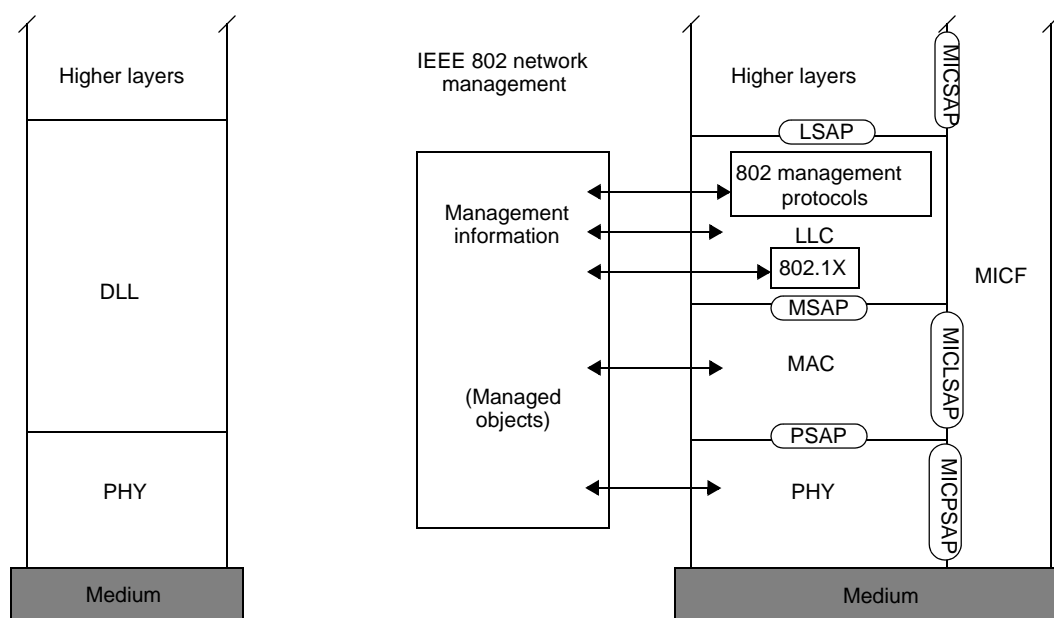 Higher layers
DLL
PHY
Medium
IEEE 802 network
management
Management
information
(Managed
objects)
Higher layers
LSAP
802 management
protocols
LLC
802.1X
MSAP
MAC
PSAP
PHY
Medium
MICSAP
MICF
MICLSAP
MICPSAP